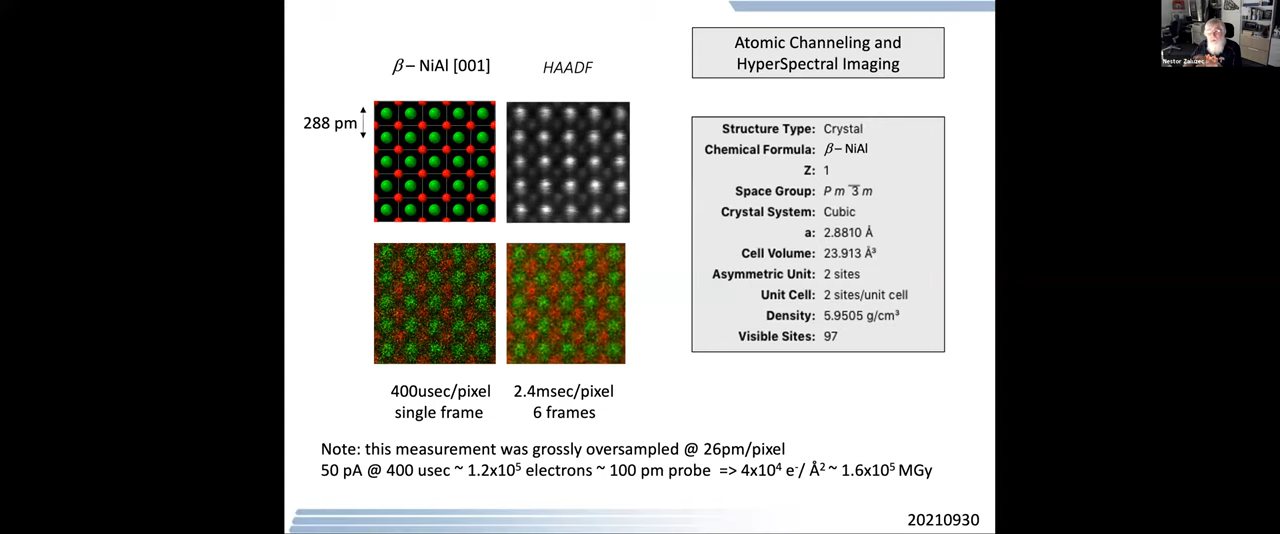 Atomic Channeling and
HyperSpectral Imaging
β – NiAl [001]
HAADF
288 pm
Structure Type: Crystal
Chemical Formula: β – NiAl
Z: 1
Space Group: P m 3̅ m
Crystal System: Cubic
a: 2.8810 Å
Cell Volume: 23.913 Å³
Asymmetric Unit: 2 sites
Unit Cell: 2 sites/unit cell
Density: 5.9505 g/cm³
Visible Sites: 97
400usec/pixel
single frame
2.4msec/pixel
6 frames
Note: this measurement was grossly oversampled @ 26pm/pixel
50 pA @ 400 usec ~ 1.2x10⁵ electrons ~ 100 pm probe => 4x10⁴ e⁻/ Å² ~ 1.6x10⁵ MGy
20210930
Nestor Zaluzec